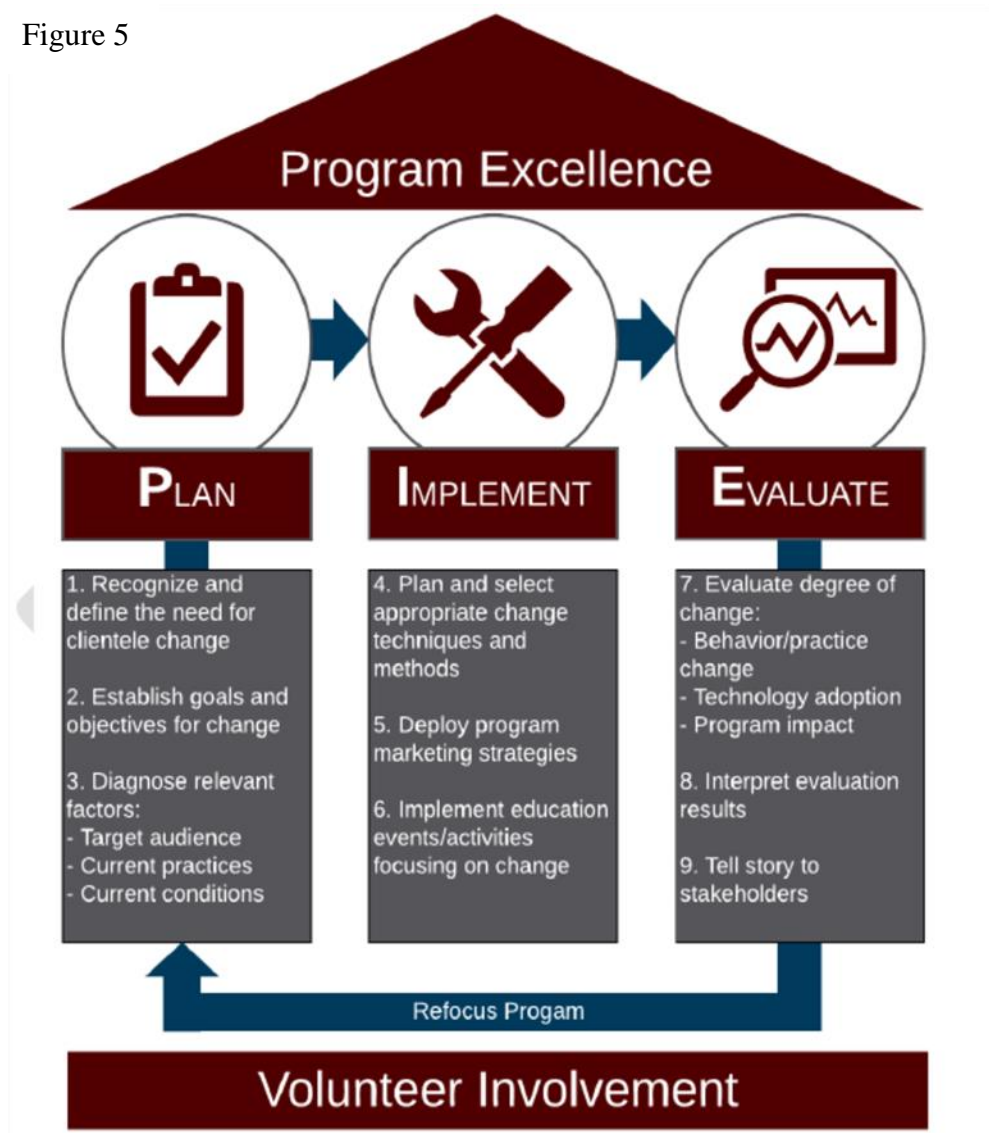 Figure 5
Program Excellence
PLAN
1. Recognize and
define the need for
clientele change
2. Establish goals and
objectives for change
3. Diagnose relevant
factors:
- Target audience
- Current practices
- Current conditions
IMPLEMENT
4. Plan and select
appropriate change
techniques and
methods
5. Deploy program
marketing strategies
6. Implement education
events/activities
focusing on change
EVALUATE
7. Evaluate degree of
change:
- Behavior/practice
change
- Technology adoption
- Program impact
8. Interpret evaluation
results
9. Tell story to
stakeholders
Refocus Progam
Volunteer Involvement